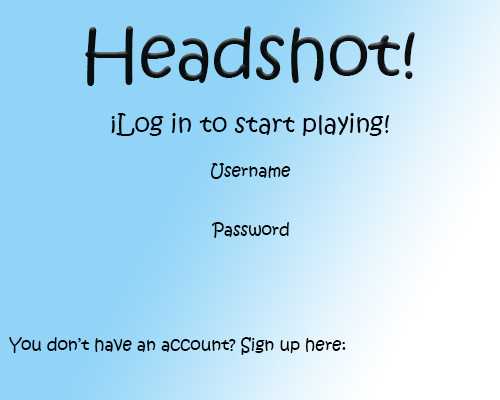 Headshot!
¡Log in to start playing!
Username
Password
You don't have an account? Sign up here: